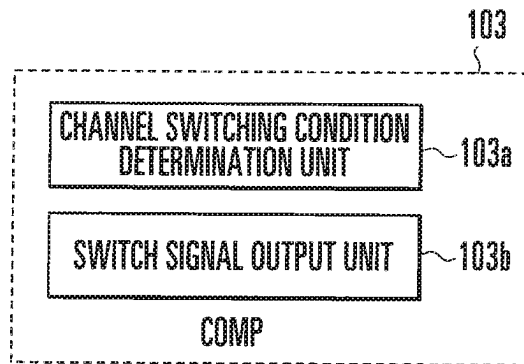 103
CHANNEL SWITCHING CONDITION
DETERMINATION UNIT
103a
SWITCH SIGNAL OUTPUT UNIT
103b
COMP